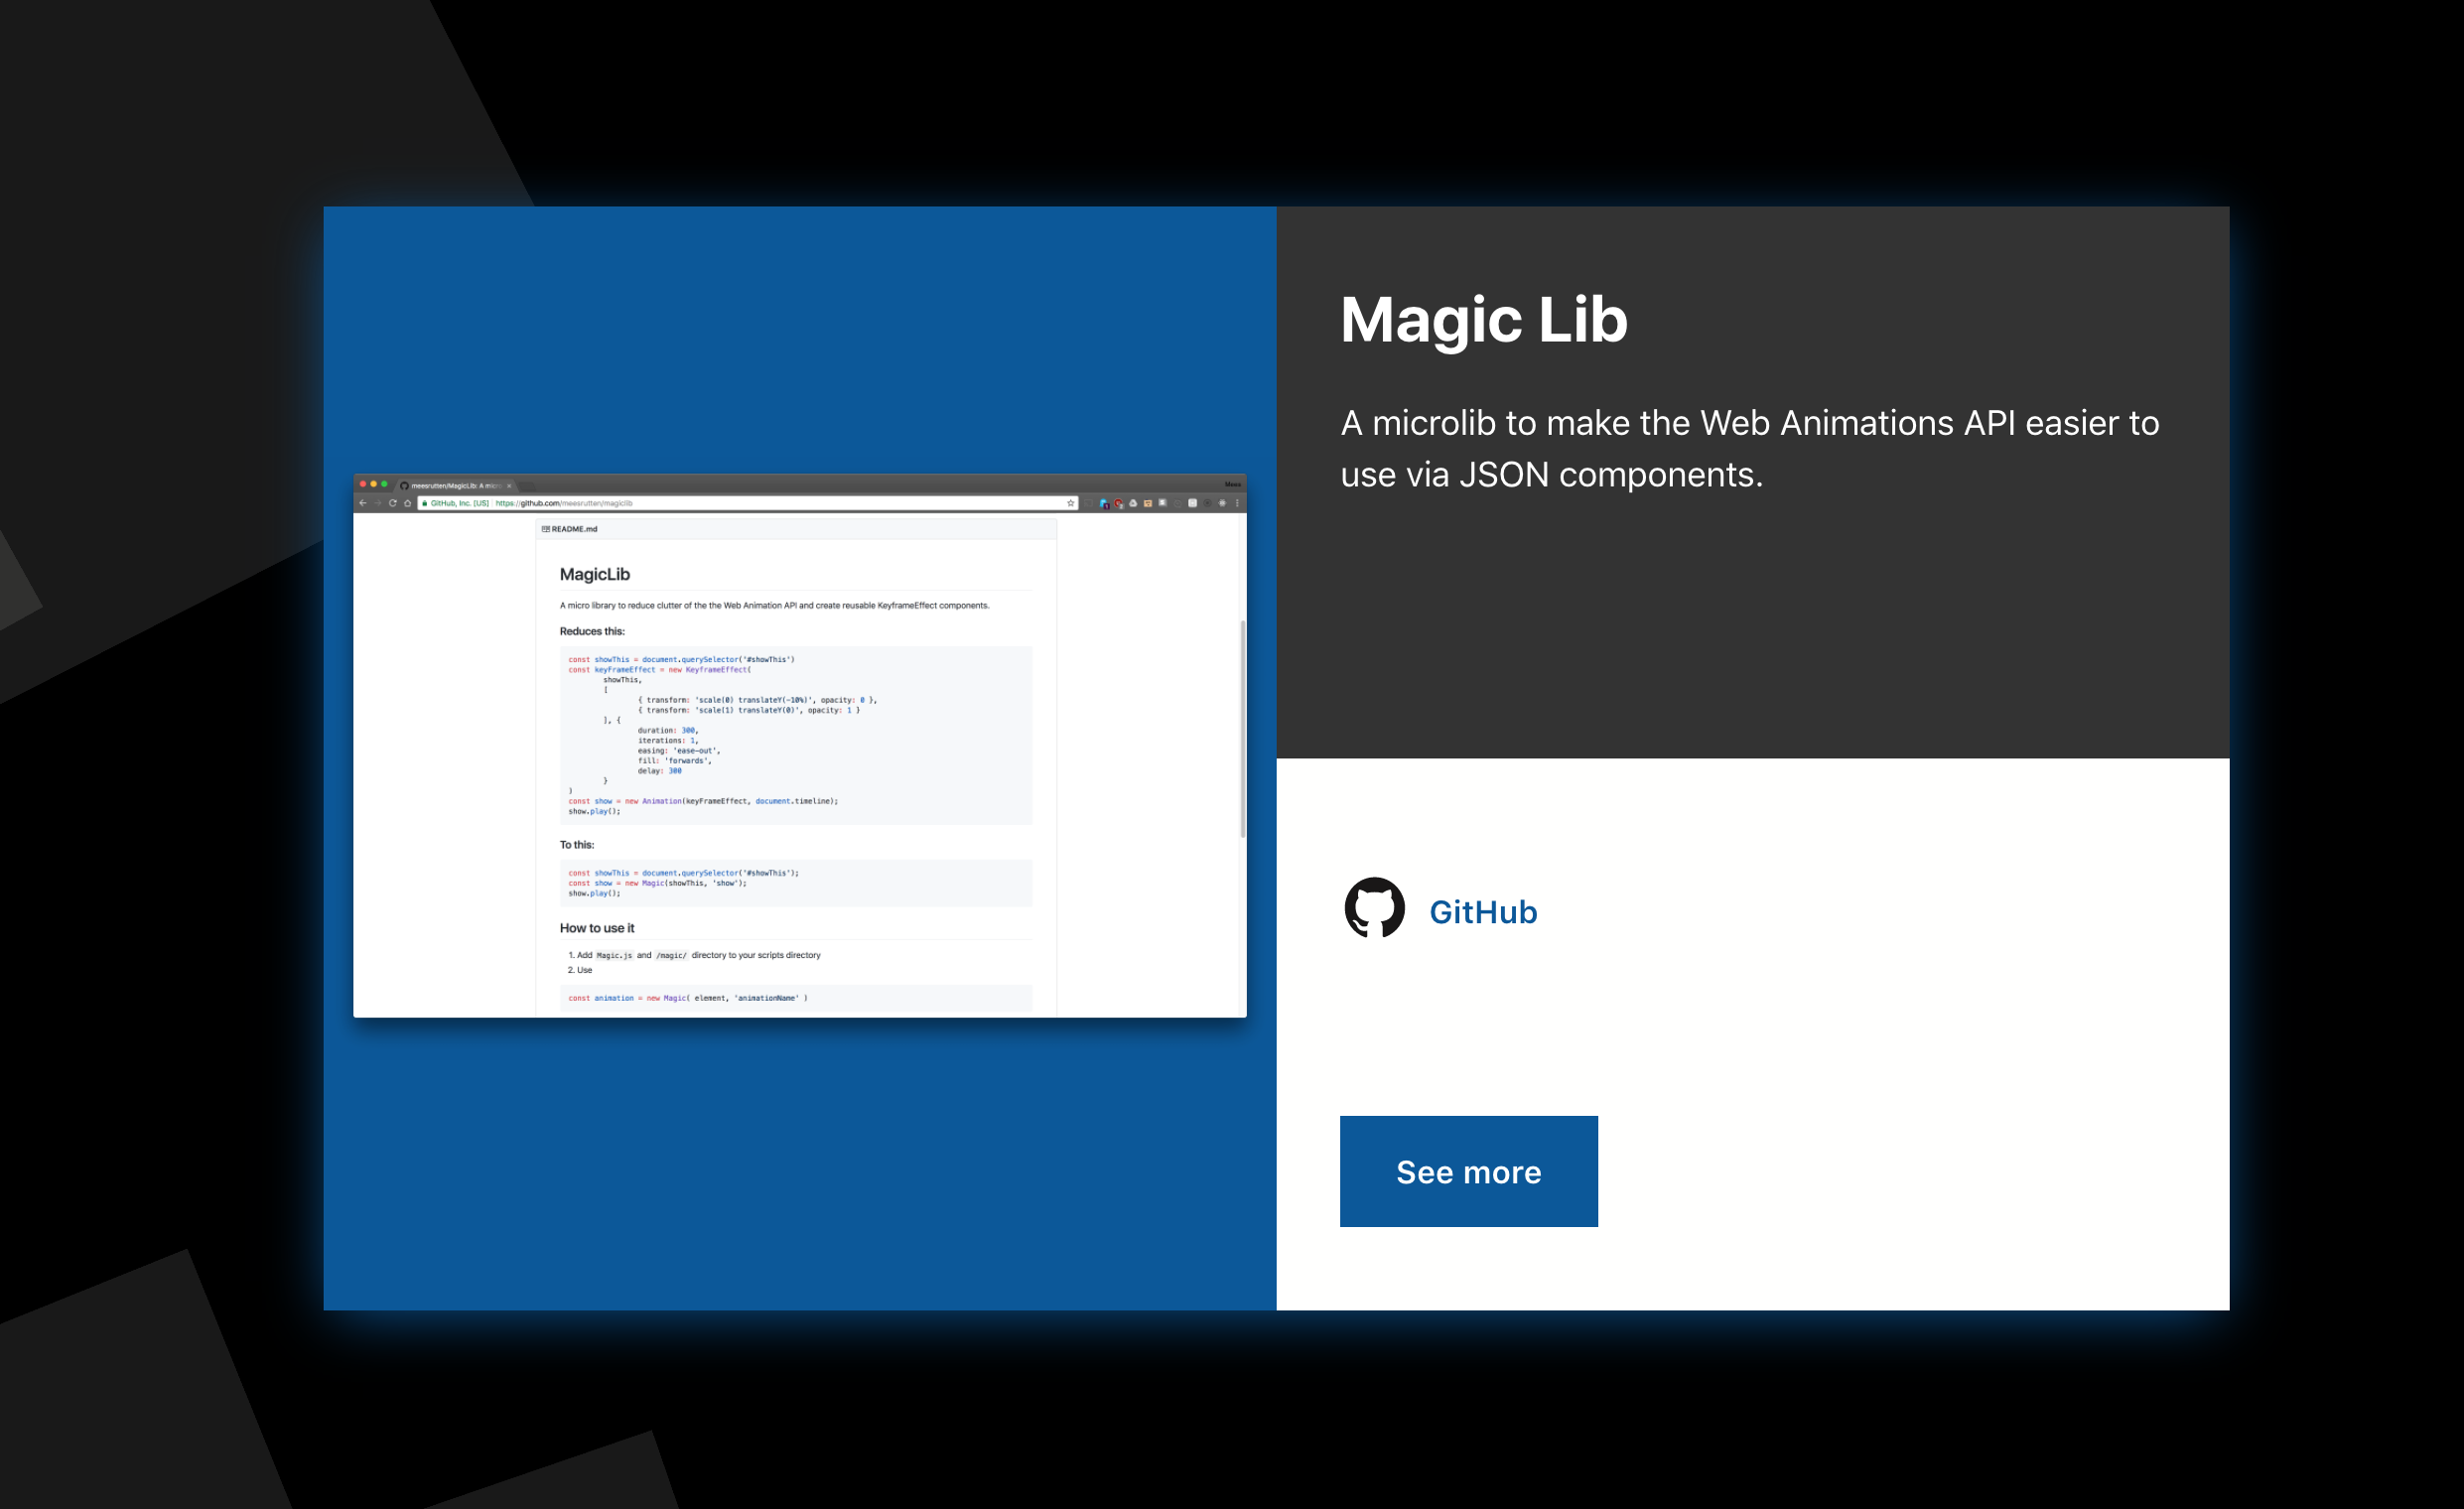 meesrutten/MagicLib: A micro
Mees
GitHub, Inc. [US] https://github.com/meesrutten/magiclib
README.md
MagicLib
A micro library to reduce clutter of the the Web Animation API and create reusable KeyframeEffect components.
Reduces this:
const showThis = document.querySelector('#showThis')
const keyFrameEffect = new KeyframeEffect(
showThis,
[
{ transform: 'scale(0) translateY(-10%)', opacity: 0 },
{ transform: 'scale(1) translateY(0)', opacity: 1 }
], {
duration: 300,
iterations: 1,
easing: 'ease-out',
fill: 'forwards',
delay: 300
}
)
const show = new Animation(keyFrameEffect, document.timeline);
show.play();
To this:
const showThis = document.querySelector('#showThis');
const show = new Magic(showThis, 'show');
show.play();
How to use it
1. Add Magic.js and /magic/ directory to your scripts directory
2. Use
const animation = new Magic( element, 'animationName' )
Magic Lib
A microlib to make the Web Animations API easier to
use via JSON components.
GitHub
See more